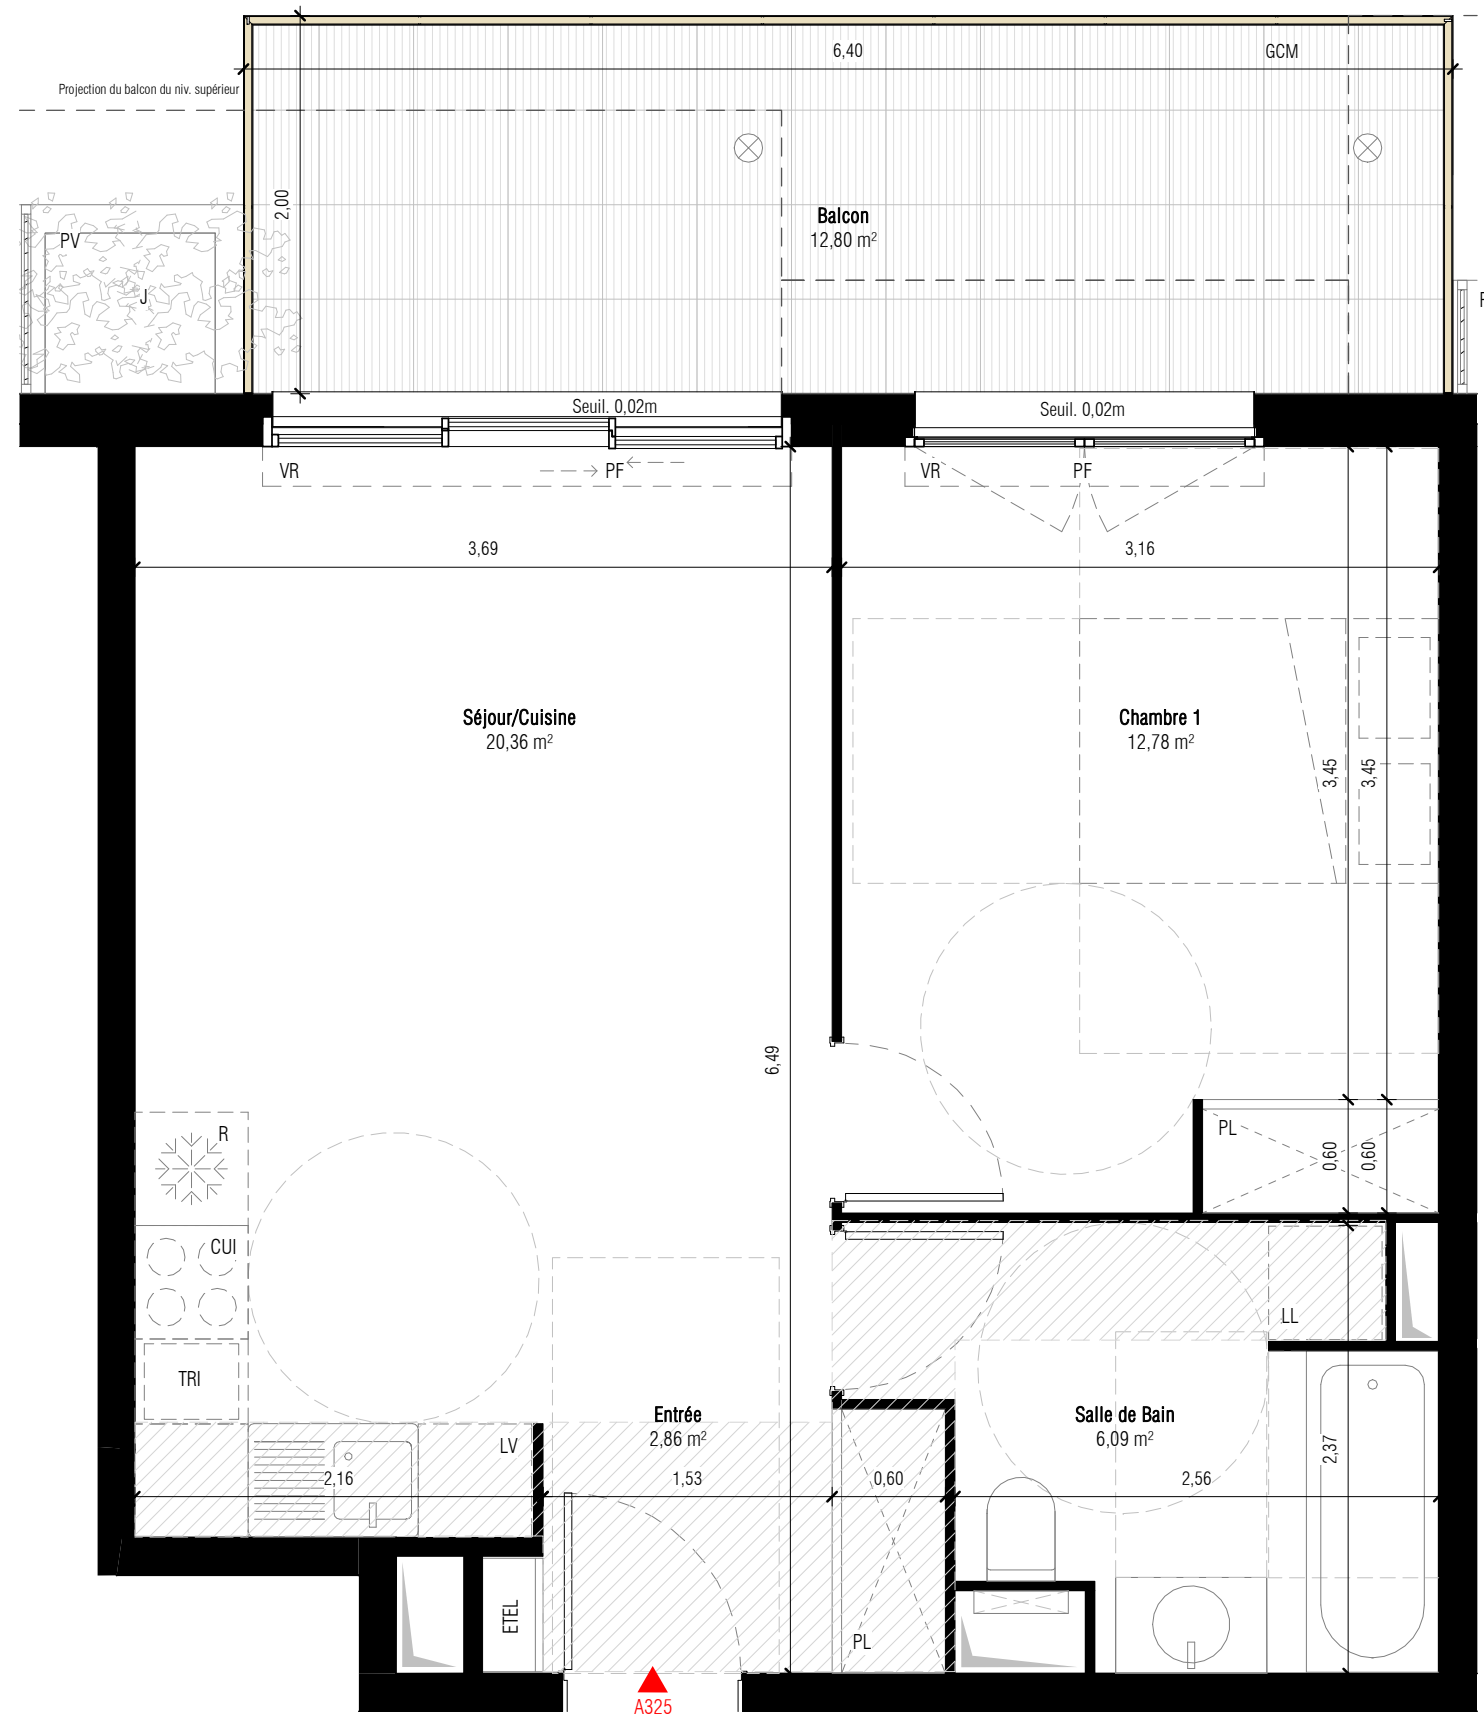 6,40
GCM
Projection du balcon du niv. supérieur
2,00
Balcon
12,80 m²
PV
J
Seuil. 0,02m
Seuil. 0,02m
VR
PF
VR
PF
3,69
3,16
Séjour/Cuisine
20,36 m²
Chambre 1
12,78 m²
3,45
3,45
6,49
R
PL
0,60
0,60
CUI
LL
TRI
Entrée
2,86 m²
Salle de Bain
6,09 m²
LV
2,37
2,16
1,53
0,60
2,56
ETEL
PL
A325